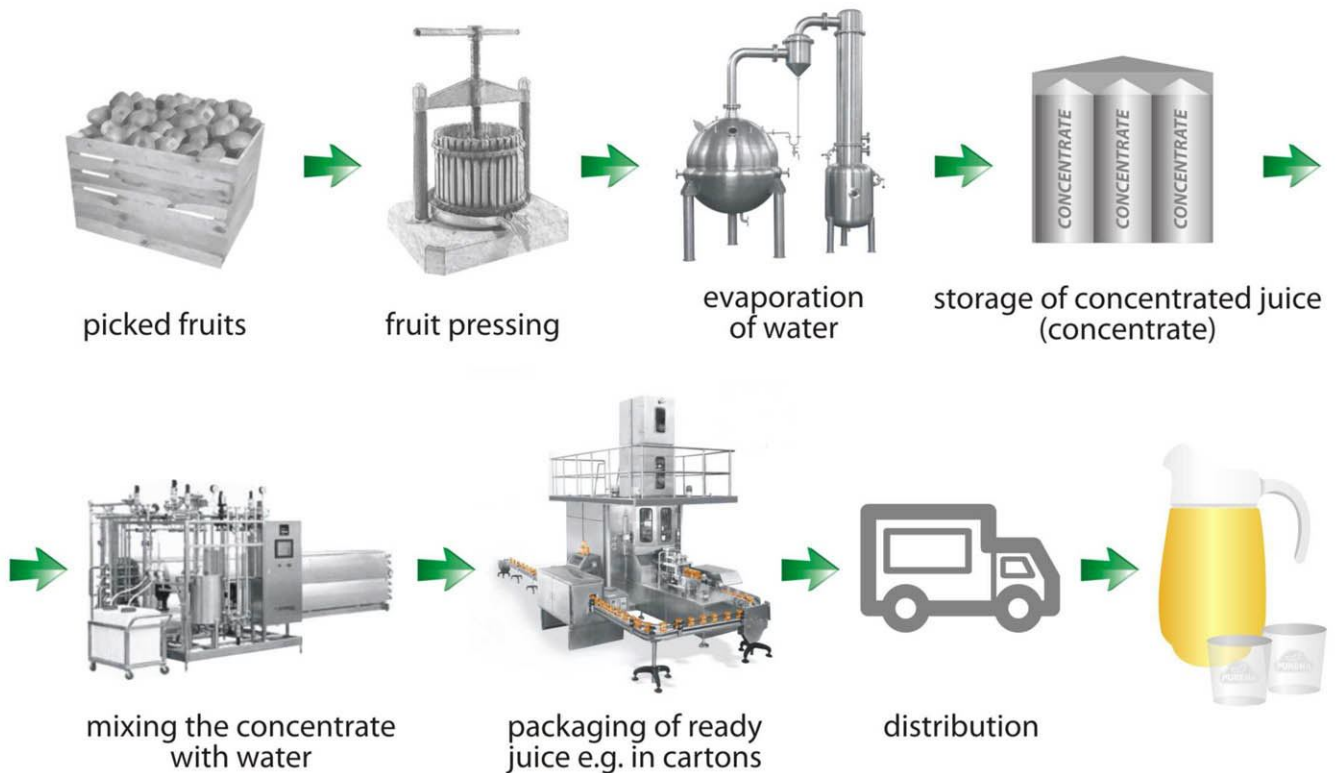 CONCENTRATE
CONCENTRATE
CONCENTRATE
picked fruits
fruit pressing
evaporation
of water
storage of concentrated juice
(concentrate)
mixing the concentrate
with water
packaging of ready
juice e.g. in cartons
distribution